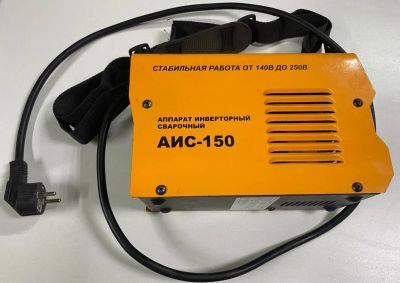 СТАБИЛЬНАЯ РАБОТА ОТ 140В ДО 250В
АППАРАТ ИНВЕРТОРНЫЙ
СВАРОЧНЫЙ
АИС-150